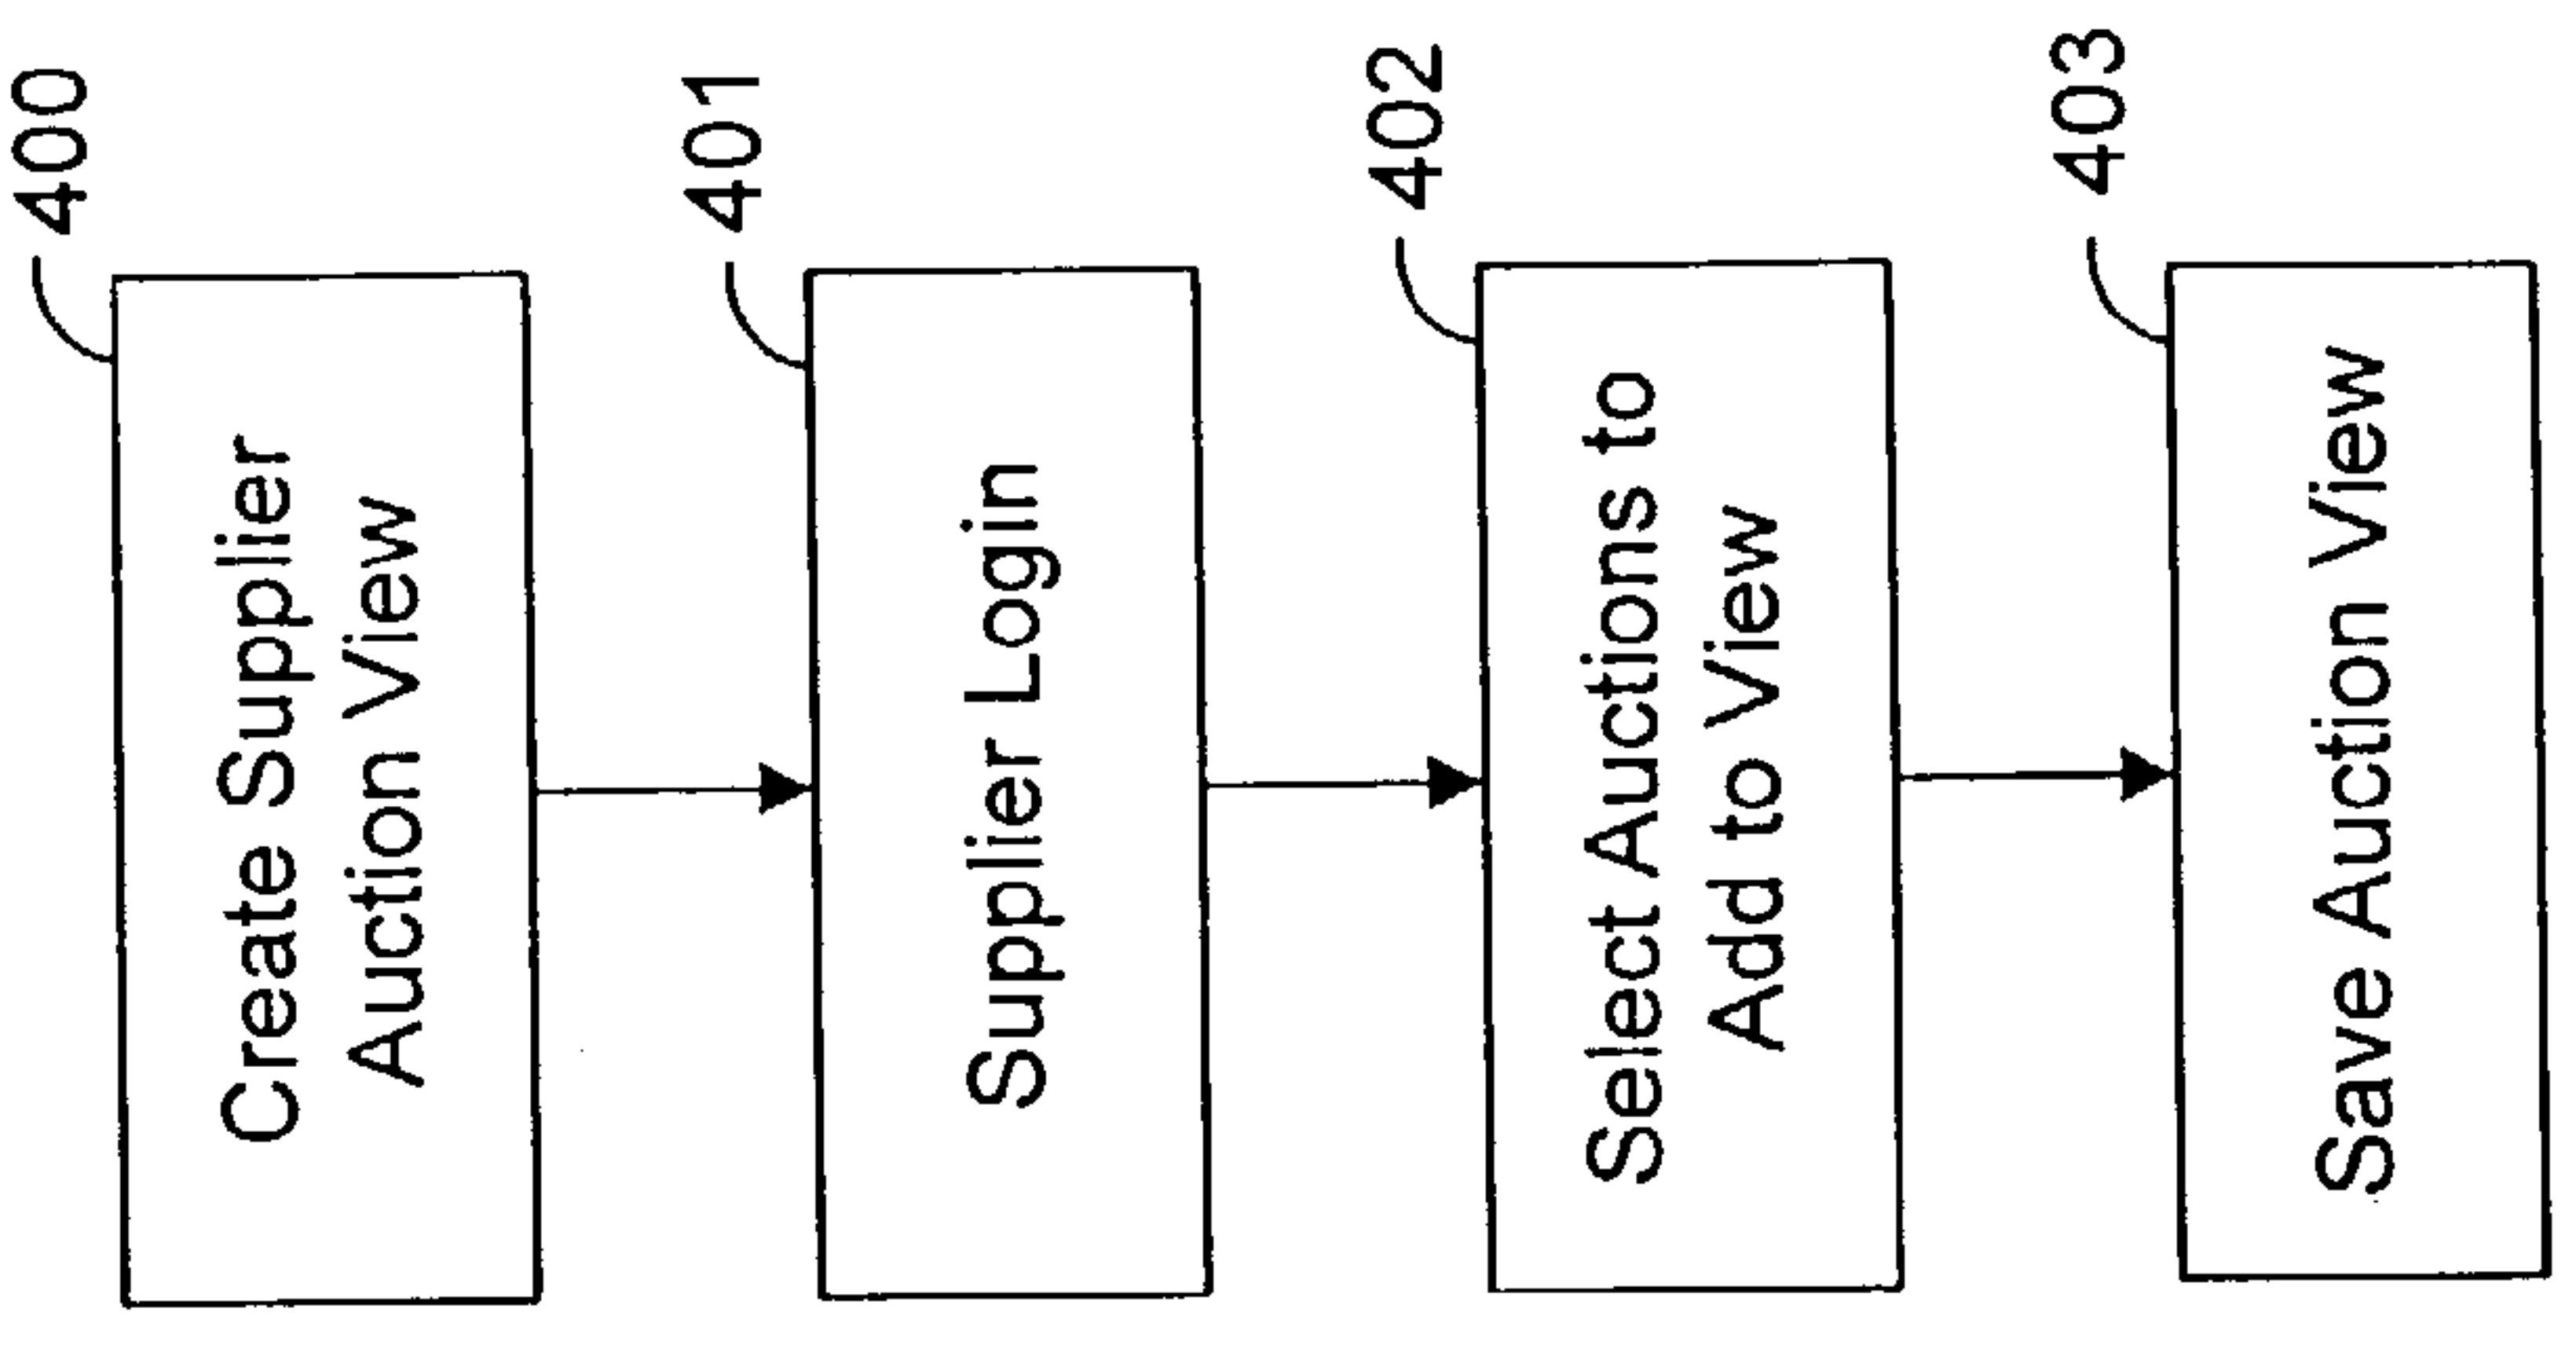 400
Create Supplier
Auction View
401
Supplier Login
402
Select Auctions to
Add to View
403
Save Auction View